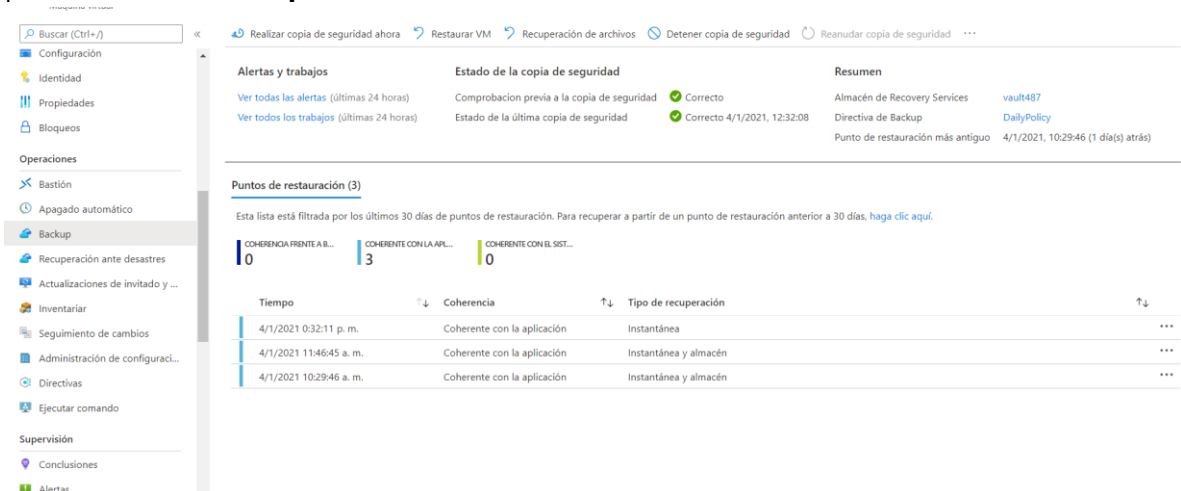 Máquina virtual
Buscar (Ctrl+/)
«
Configuración
Identidad
Propiedades
Bloqueos
Operaciones
Bastión
Apagado automático
Backup
Recuperación ante desastres
Actualizaciones de invitado y ...
Inventariar
Seguimiento de cambios
Administración de configuraci...
Directivas
Ejecutar comando
Supervisión
Conclusiones
Alertas
Realizar copia de seguridad ahora Restaurar VM Recuperación de archivos Detener copia de seguridad Reanudar copia de seguridad ...
Alertas y trabajos
Ver todas las alertas (últimas 24 horas)
Ver todos los trabajos (últimas 24 horas)
Estado de la copia de seguridad
Comprobacion previa a la copia de seguridad Correcto
Estado de la última copia de seguridad Correcto 4/1/2021, 12:32:08
Resumen
Almacén de Recovery Services vault487
Directiva de Backup DailyPolicy
Punto de restauración más antiguo 4/1/2021, 10:29:46 (1 día(s) atrás)
Puntos de restauración (3)
Esta lista está filtrada por los últimos 30 días de puntos de restauración. Para recuperar a partir de un punto de restauración anterior a 30 días, haga clic aquí.
COHERENCIA FRENTE A B...
0
COHERENTE CON LA APL...
3
COHERENTE CON EL SIST...
0
Tiempo Coherencia Tipo de recuperación
4/1/2021 0:32:11 p. m. Coherente con la aplicación Instantánea ...
4/1/2021 11:46:45 a. m. Coherente con la aplicación Instantánea y almacén ...
4/1/2021 10:29:46 a. m. Coherente con la aplicación Instantánea y almacén ...